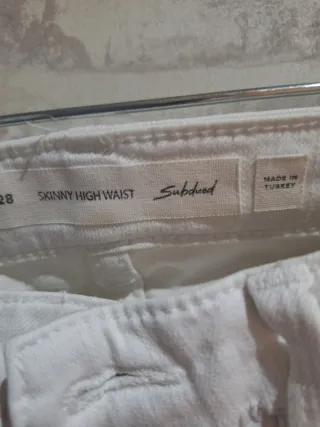 28 SKINNY HIGH WAIST Subdued
MADE IN
TURKEY